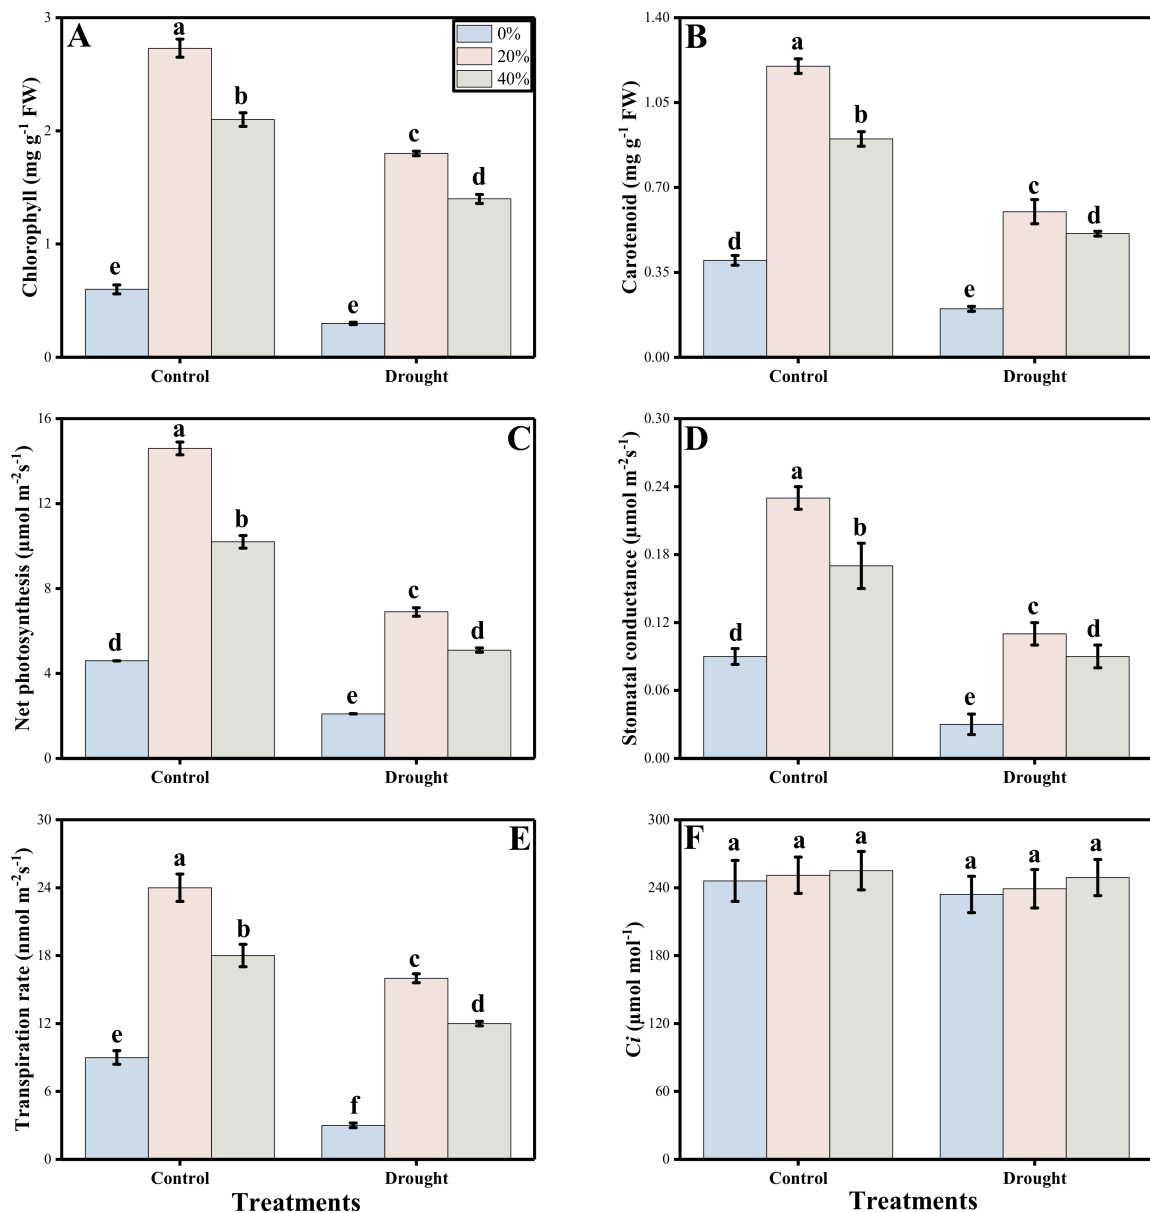 A
0%
20%
40%
Chlorophyll (mg g⁻¹ FW)
3
2
1
0
a
b
c
d
e
e
Control
Drought
B
Carotenoid (mg g⁻¹ FW)
1.40
1.05
0.70
0.35
0.00
d
a
b
e
c
d
Control
Drought
C
Net photosynthesis (µmol m⁻²s⁻¹)
16
12
8
4
0
d
a
b
e
c
d
Control
Drought
D
Stomatal conductance (µmol m⁻²s⁻¹)
0.30
0.24
0.18
0.12
0.06
0.00
d
a
b
e
c
d
Control
Drought
E
Transpiration rate (nmol m⁻²s⁻¹)
30
24
18
12
6
0
e
a
b
f
c
d
Control
Drought
Treatments
F
Ci (µmol mol⁻¹)
300
240
180
120
60
0
a
a
a
a
a
a
Control
Drought
Treatments